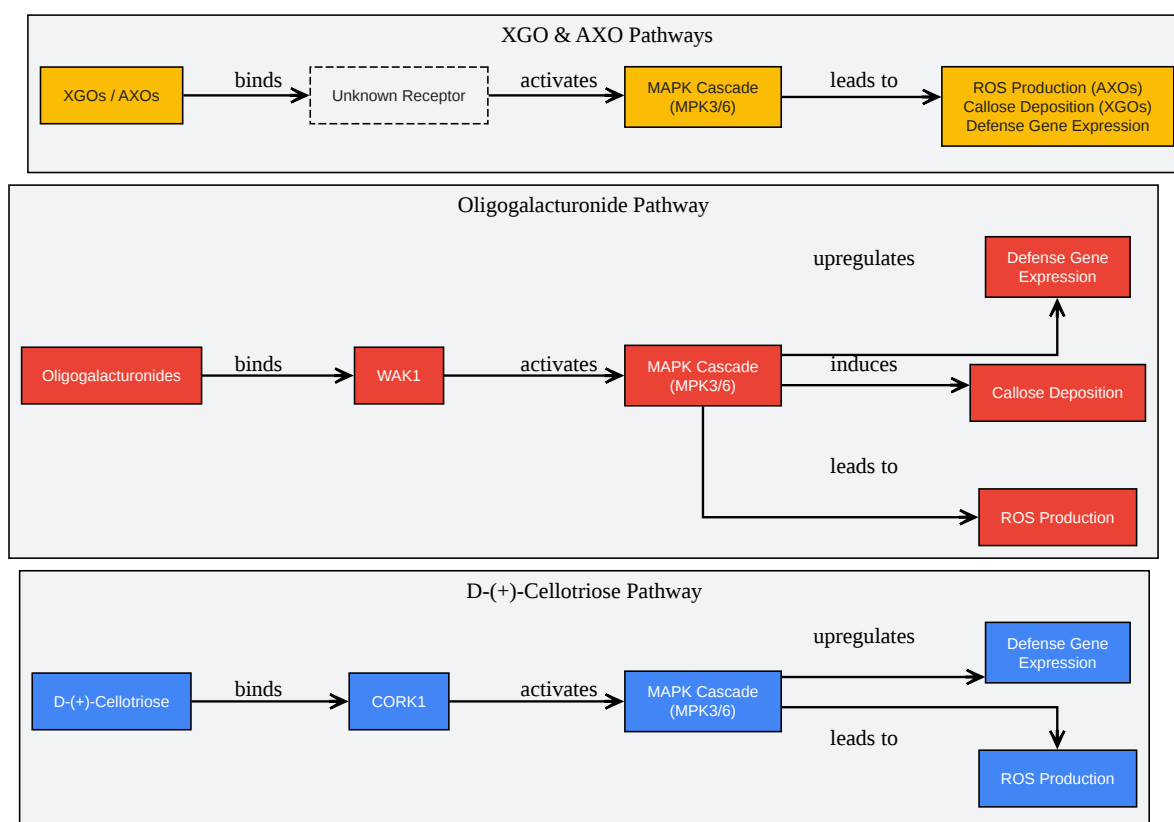 XGO & AXO Pathways
XGOs / AXOs
binds
Unknown Receptor
activates
MAPK Cascade
(MPK3/6)
leads to
ROS Production (AXOs)
Callose Deposition (XGOs)
Defense Gene Expression
Oligogalacturonide Pathway
Oligogalacturonides
binds
WAK1
activates
MAPK Cascade
(MPK3/6)
upregulates
Defense Gene
Expression
induces
Callose Deposition
leads to
ROS Production
D-(+)-Cellotriose Pathway
D-(+)-Cellotriose
binds
CORK1
activates
MAPK Cascade
(MPK3/6)
upregulates
Defense Gene
Expression
leads to
ROS Production